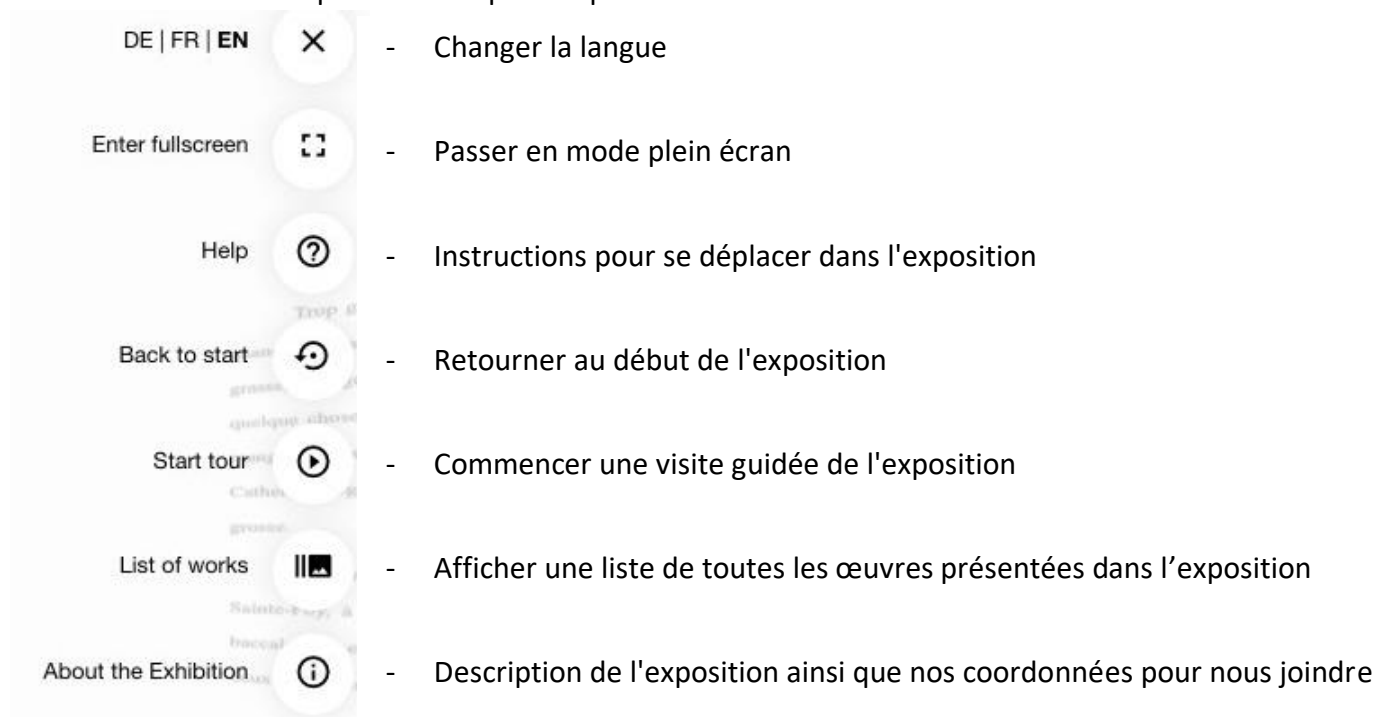 DE | FR | EN - Changer la langue
Enter fullscreen - Passer en mode plein écran
Help - Instructions pour se déplacer dans l'exposition
Trop
Back to start - Retourner au début de l'exposition
quelque chose
Start tour - Commencer une visite guidée de l'exposition
List of works - Afficher une liste de toutes les œuvres présentées dans l’exposition
About the Exhibition - Description de l'exposition ainsi que nos coordonnées pour nous joindre